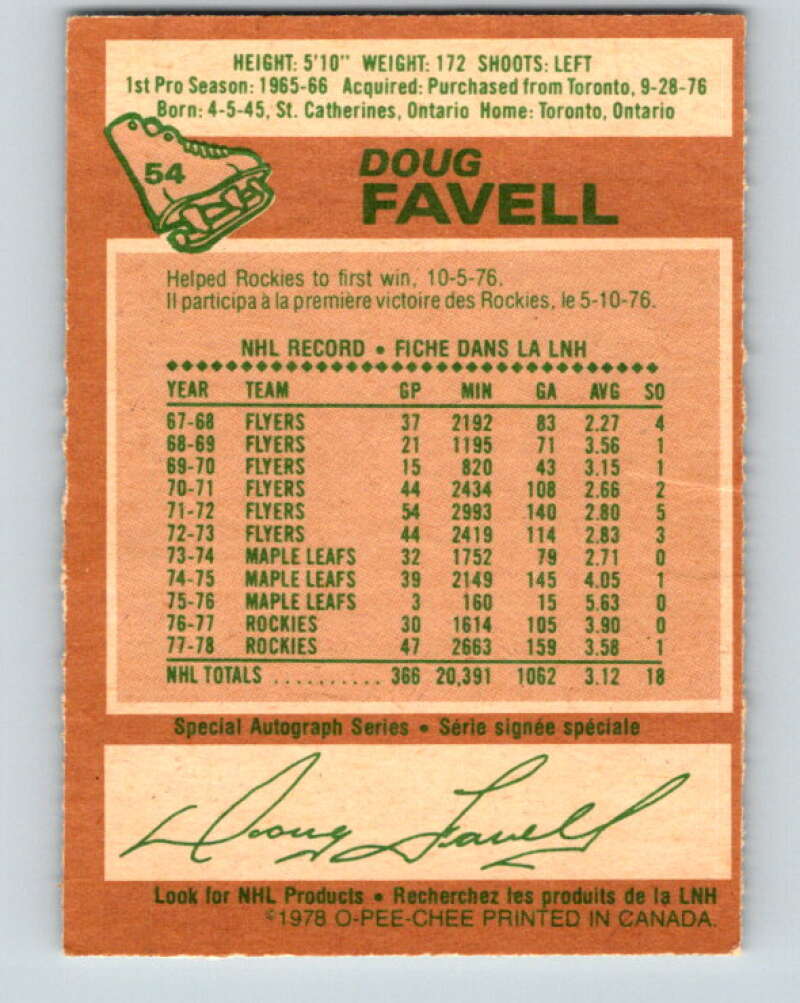 HEIGHT: 5'10" WEIGHT: 172 SHOOTS: LEFT
1st Pro Season: 1965-66 Acquired: Purchased from Toronto, 9-28-76
Born: 4-5-45, St. Catherines, Ontario Home: Toronto, Ontario
54
DOUG
FAVELL
Helped Rockies to first win, 10-5-76.
Il participa à la première victoire des Rockies, le 5-10-76.
NHL RECORD • FICHE DANS LA LNH
YEAR TEAM GP MIN GA AVG SO
67-68 FLYERS 37 2192 83 2.27 4
68-69 FLYERS 21 1195 71 3.56 1
69-70 FLYERS 15 820 43 3.15 1
70-71 FLYERS 44 2434 108 2.66 2
71-72 FLYERS 54 2993 140 2.80 5
72-73 FLYERS 44 2419 114 2.83 3
73-74 MAPLE LEAFS 32 1752 79 2.71 0
74-75 MAPLE LEAFS 39 2149 145 4.05 1
75-76 MAPLE LEAFS 3 160 15 5.63 0
76-77 ROCKIES 30 1614 105 3.90 0
77-78 ROCKIES 47 2663 159 3.58 1
NHL TOTALS .......... 366 20,391 1062 3.12 18
Special Autograph Series • Série signée spéciale
Doug Favell
Look for NHL Products • Recherchez les produits de la LNH
©1978 O-PEE-CHEE PRINTED IN CANADA.